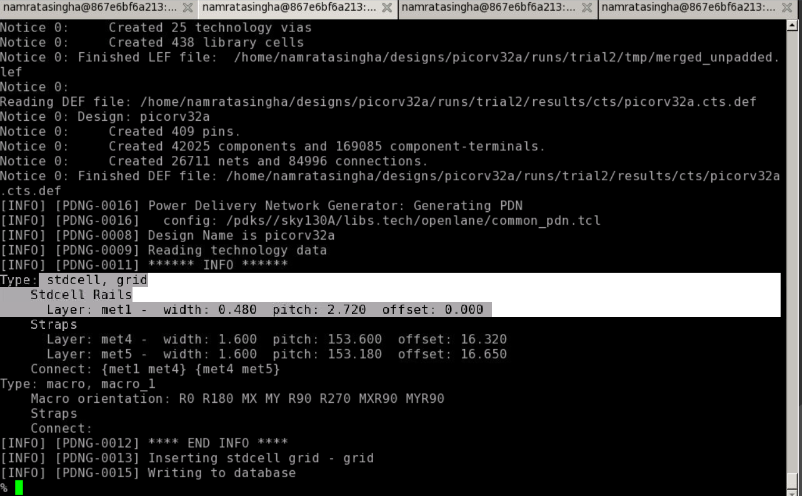 namratasingha@867e6bf6a213:... namratasingha@867e6bf6a213:... namratasingha@867e6bf6a213:... namratasingha@867e6bf6a213:...
Notice 0:     Created 25 technology vias
Notice 0:     Created 438 library cells
Notice 0: Finished LEF file:  /home/namratasingha/designs/picorv32a/runs/trial2/tmp/merged_unpadded.
lef
Notice 0:
Reading DEF file: /home/namratasingha/designs/picorv32a/runs/trial2/results/cts/picorv32a.cts.def
Notice 0: Design: picorv32a
Notice 0:     Created 409 pins.
Notice 0:     Created 42025 components and 169085 component-terminals.
Notice 0:     Created 26711 nets and 84996 connections.
Notice 0: Finished DEF file: /home/namratasingha/designs/picorv32a/runs/trial2/results/cts/picorv32a
.cts.def
[INFO] [PDNG-0016] Power Delivery Network Generator: Generating PDN
[INFO] [PDNG-0016]   config: /pdks//sky130A/libs.tech/openlane/common_pdn.tcl
[INFO] [PDNG-0008] Design Name is picorv32a
[INFO] [PDNG-0009] Reading technology data
[INFO] [PDNG-0011] ****** INFO ******
Type: stdcell, grid
    Stdcell Rails
      Layer: met1 -  width: 0.480  pitch: 2.720  offset: 0.000
    Straps
      Layer: met4 -  width: 1.600  pitch: 153.600  offset: 16.320
      Layer: met5 -  width: 1.600  pitch: 153.180  offset: 16.650
    Connect: {met1 met4} {met4 met5}
Type: macro, macro_1
    Macro orientation: R0 R180 MX MY R90 R270 MXR90 MYR90
    Straps
    Connect:
[INFO] [PDNG-0012] **** END INFO ****
[INFO] [PDNG-0013] Inserting stdcell grid - grid
[INFO] [PDNG-0015] Writing to database
%